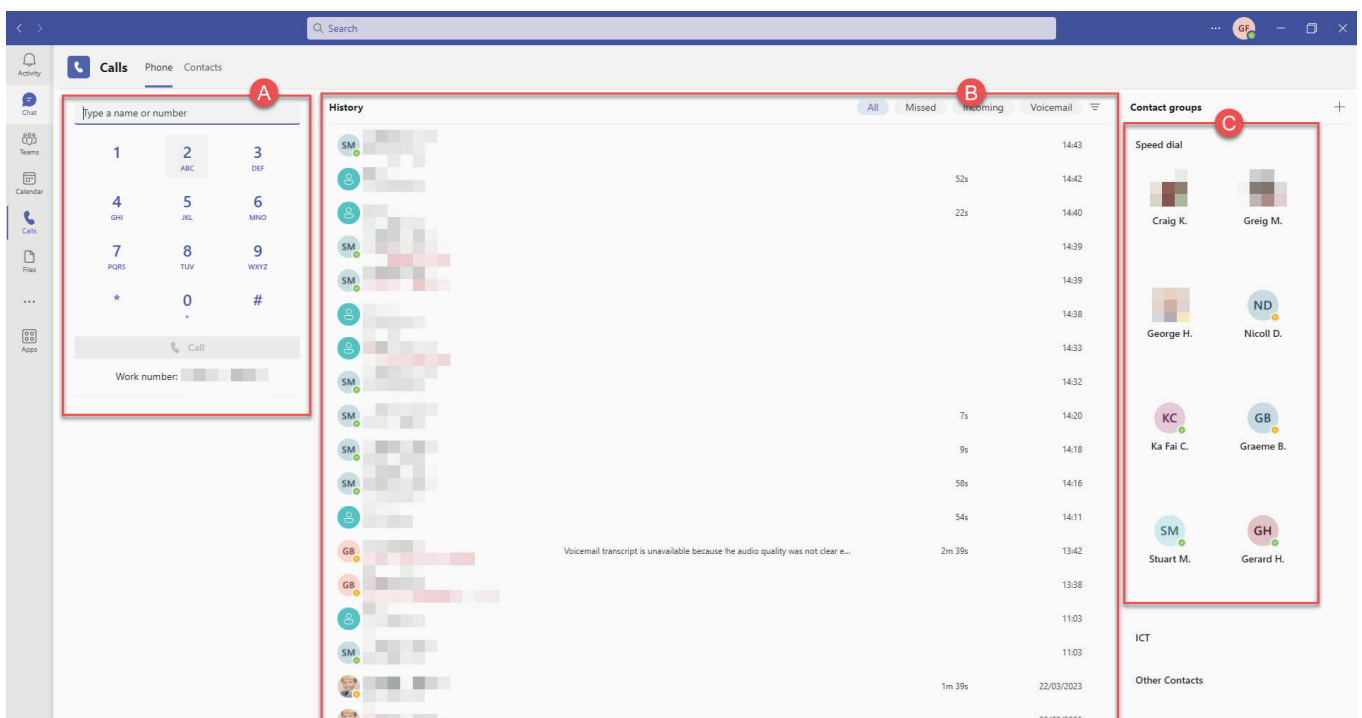 Search
GF
Activity
Chat
Teams
Calendar
Calls
Files
Apps
Calls Phone Contacts
A
Type a name or number
1 2 3
ABC DEF
4 5 6
GHI JKL MNO
7 8 9
PQRS TUV WXYZ
* 0 #
+
Call
Work number:
B
History All Missed Incoming Voicemail
SM 14:43
52s 14:42
22s 14:40
SM 14:39
SM 14:39
14:38
14:33
SM 14:32
SM 7s 14:20
SM 9s 14:18
SM 58s 14:16
54s 14:11
GB Voicemail transcript is unavailable because the audio quality was not clear e... 2m 39s 13:42
GB 13:38
11:03
SM 11:03
1m 39s 22/03/2023
Contact groups
C
Speed dial
Craig K. Greig M.
ND
George H. Nicoll D.
KC GB
Ka Fai C. Graeme B.
SM GH
Stuart M. Gerard H.
ICT
Other Contacts